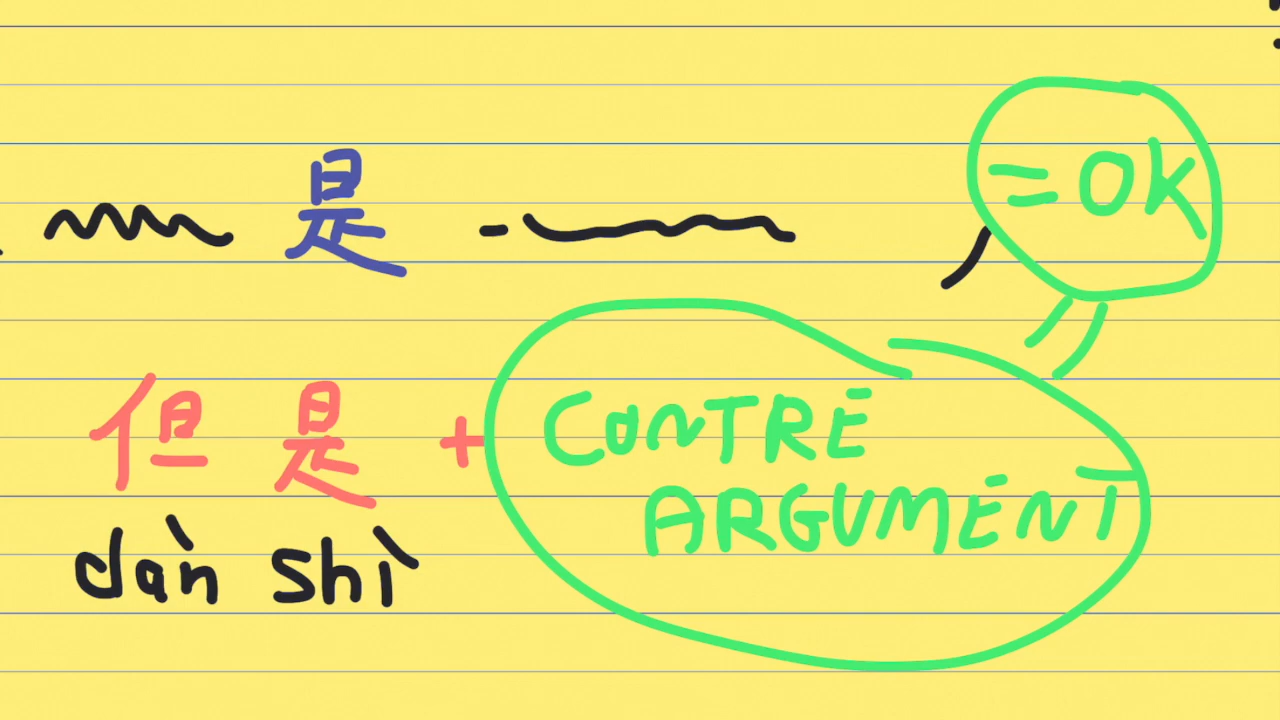 = OK
是
但是 + CONTRE
ARGUMENT
dàn shì